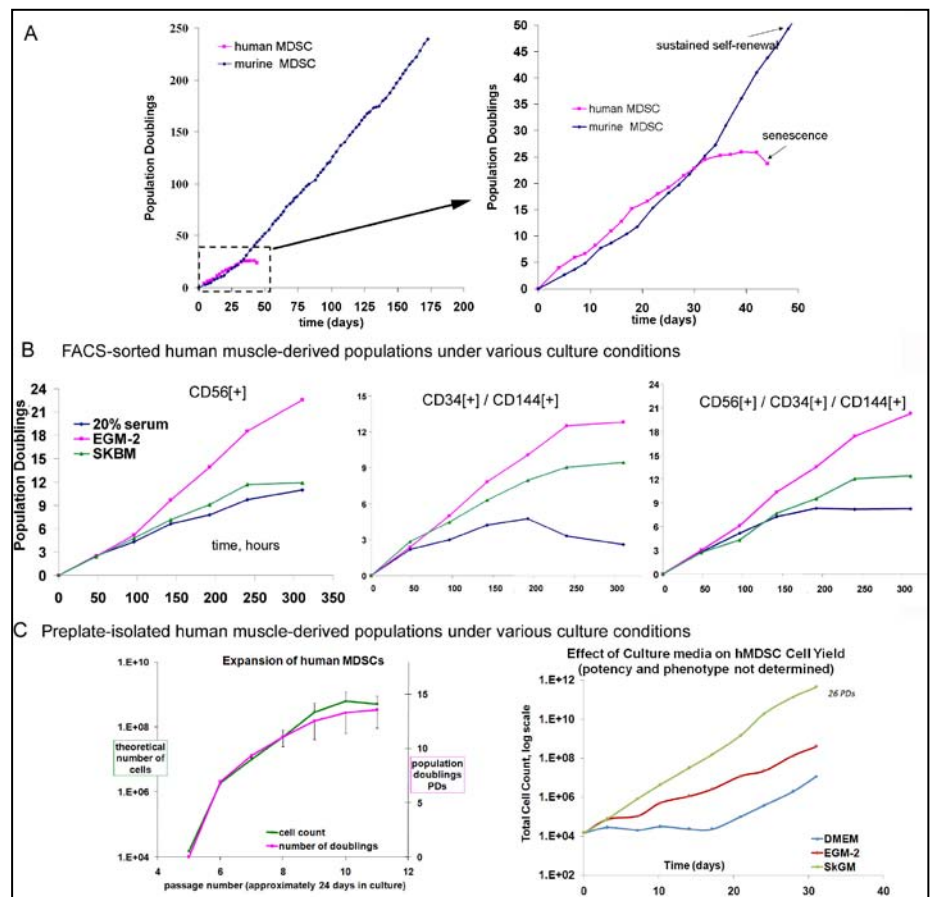 A
250
200
150
100
50
0
Population Doublings
human MDSC
murine MDSC
0 25 50 75 100 125 150 175 200
time (days)
50
45
40
35
30
25
20
15
10
5
0
Population Doublings
sustained self-renewal
human MDSC
murine MDSC
senescence
0 10 20 30 40 50
time (days)
B FACS-sorted human muscle-derived populations under various culture conditions
CD56[+]
24
21
18
15
12
9
6
3
0
Population Doublings
20% serum
EGM-2
SKBM
time, hours
0 50 100 150 200 250 300 350
CD34[+] / CD144[+]
15
12
9
6
3
0
0 50 100 150 200 250 300 350
CD56[+] / CD34[+] / CD144[+]
24
21
18
15
12
9
6
3
0
0 50 100 150 200 250 300 350
C Preplate-isolated human muscle-derived populations under various culture conditions
Expansion of human MDSCs
1.E+10
1.E+08
1.E+06
1.E+04
theoretical
number of
cells
15
10
5
0
population
doublings
PDs
cell count
number of doublings
4 6 8 10 12
passage number (approximately 24 days in culture)
Effect of Culture media on hMDSC Cell Yield
(potency and phenotype not determined)
1.E+12
1.E+10
1.E+08
1.E+06
1.E+04
1.E+02
Total Cell Count, log scale
26 PDs
DMEM
EGM-2
SkGM
Time (days)
0 10 20 30 40